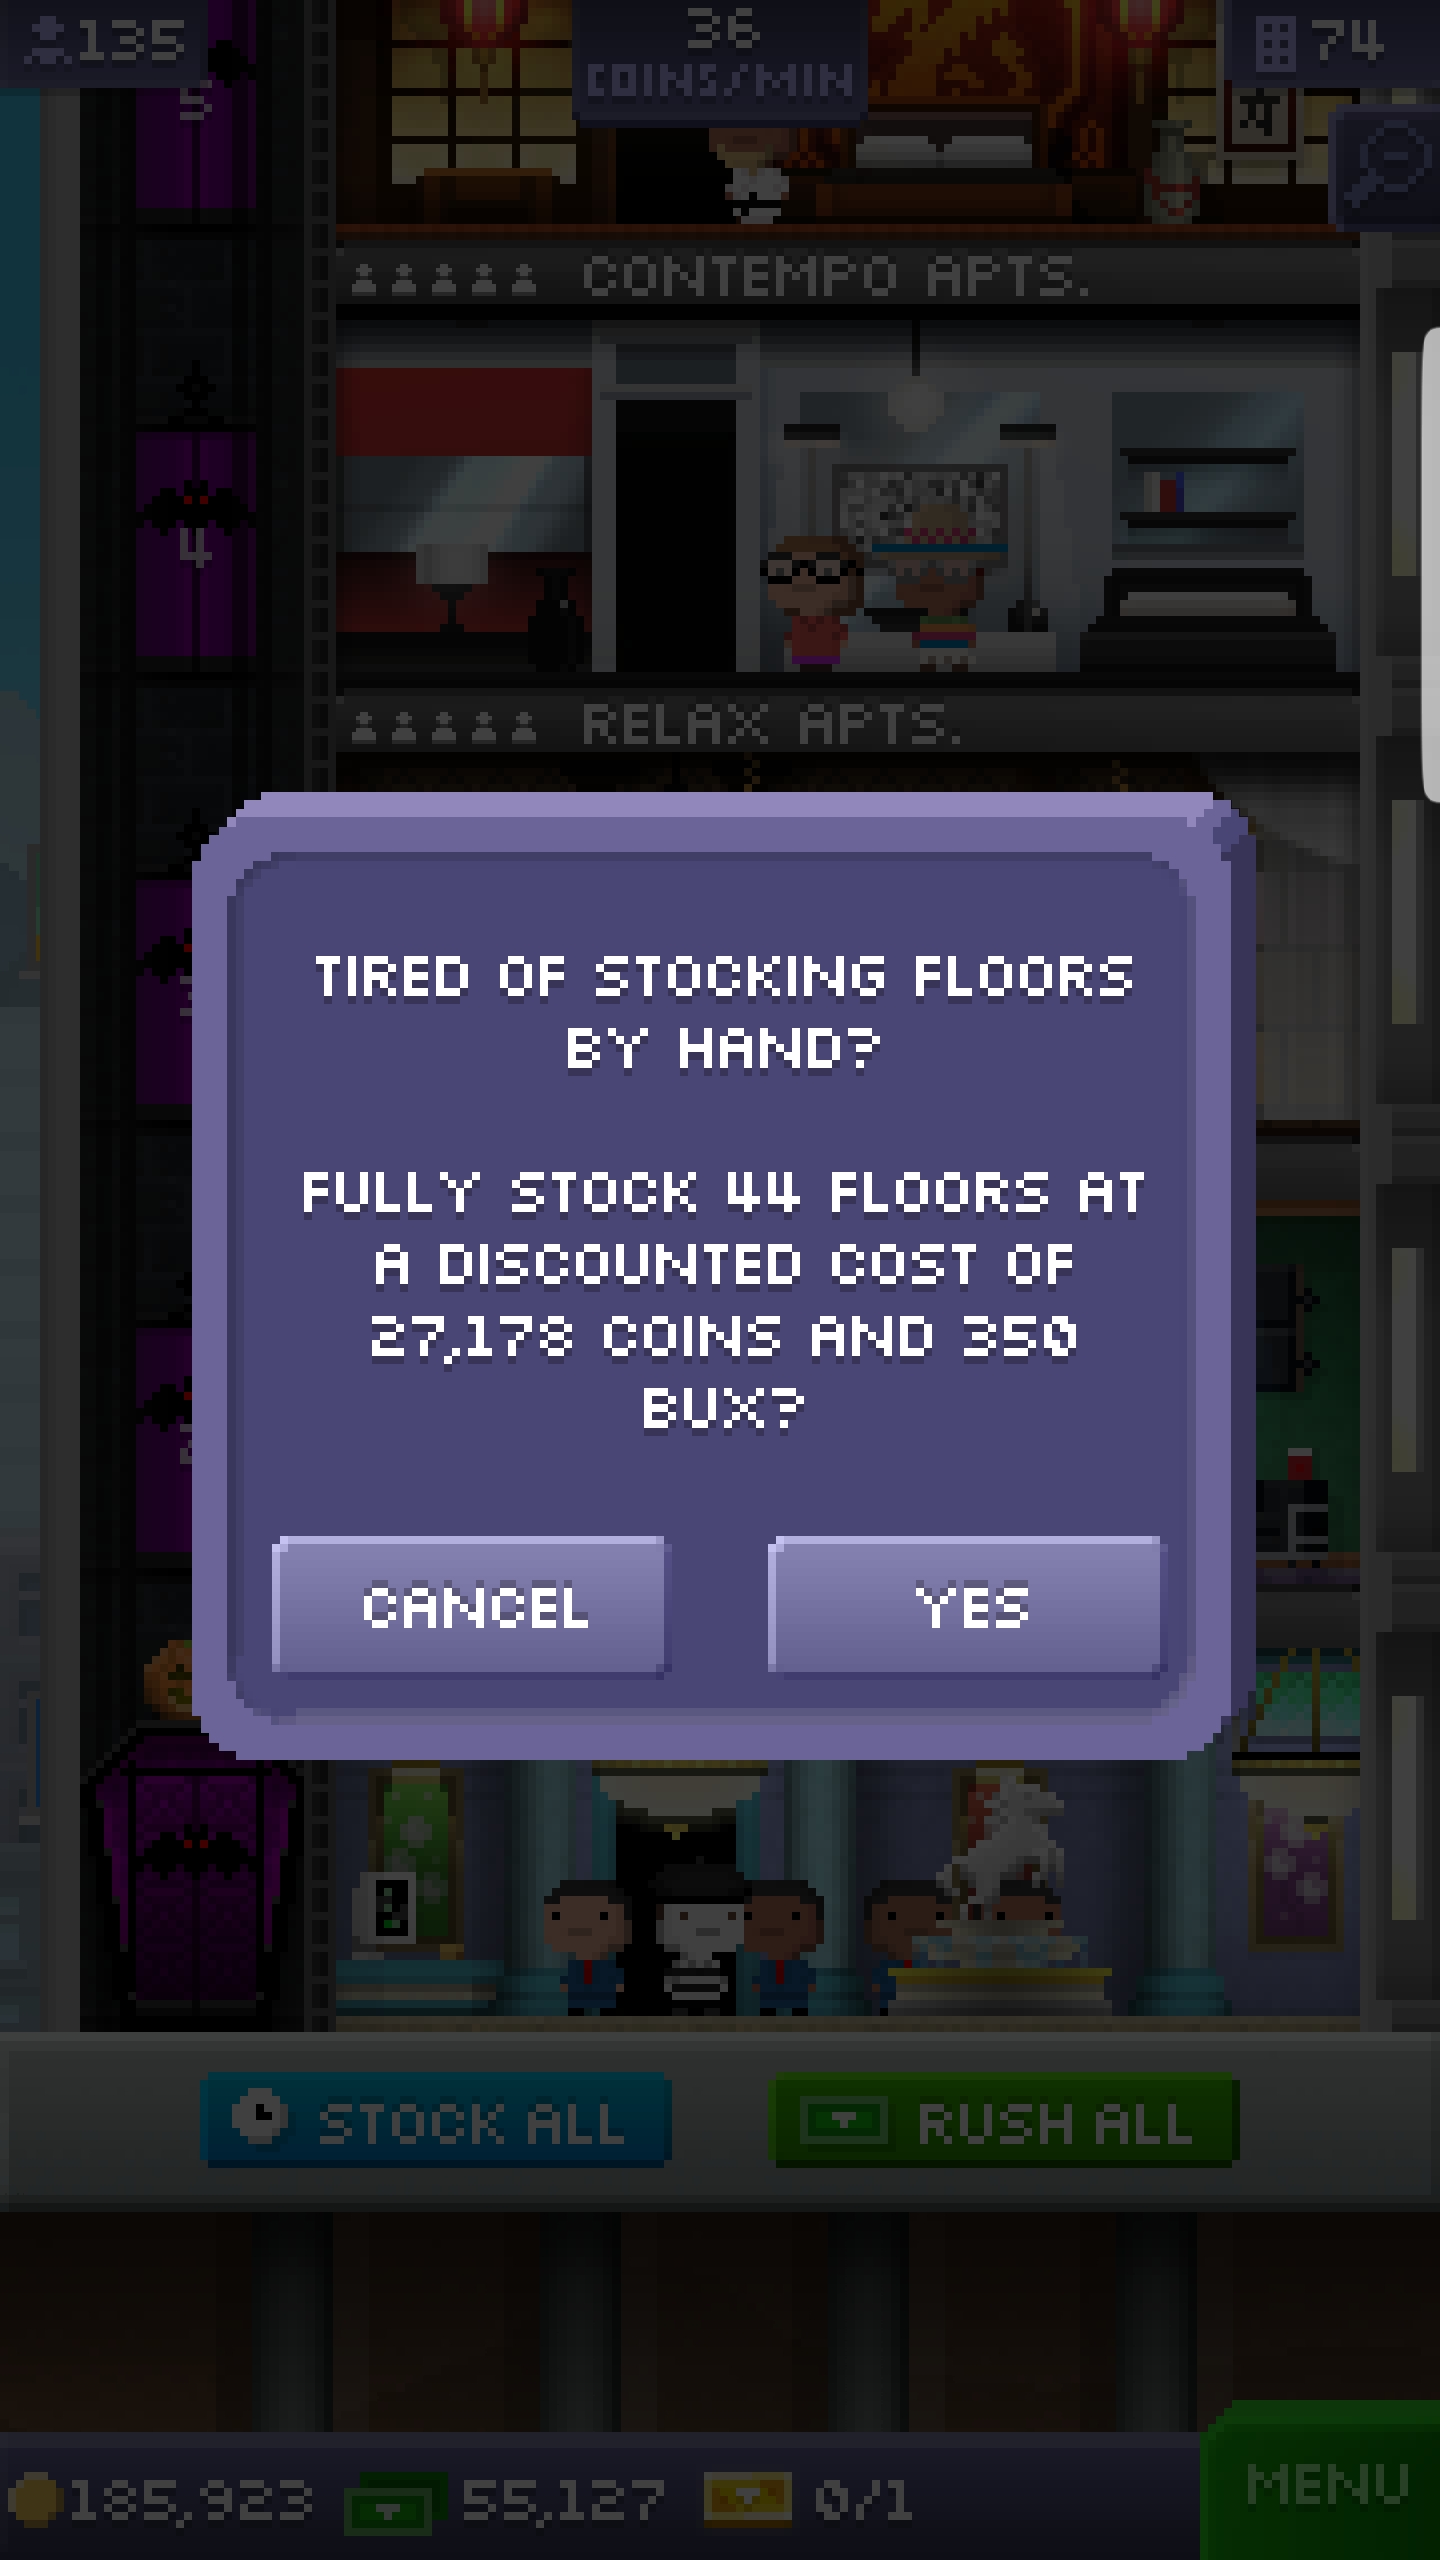 135
36
COINS/MIN
74
5
CONTEMPO APTS.
4
RELAX APTS.
TIRED OF STOCKING FLOORS
BY HAND?
FULLY STOCK 44 FLOORS AT
A DISCOUNTED COST OF
27,178 COINS AND 350
BUX?
CANCEL
YES
STOCK ALL
RUSH ALL
185,923
55,127
0/1
MENU